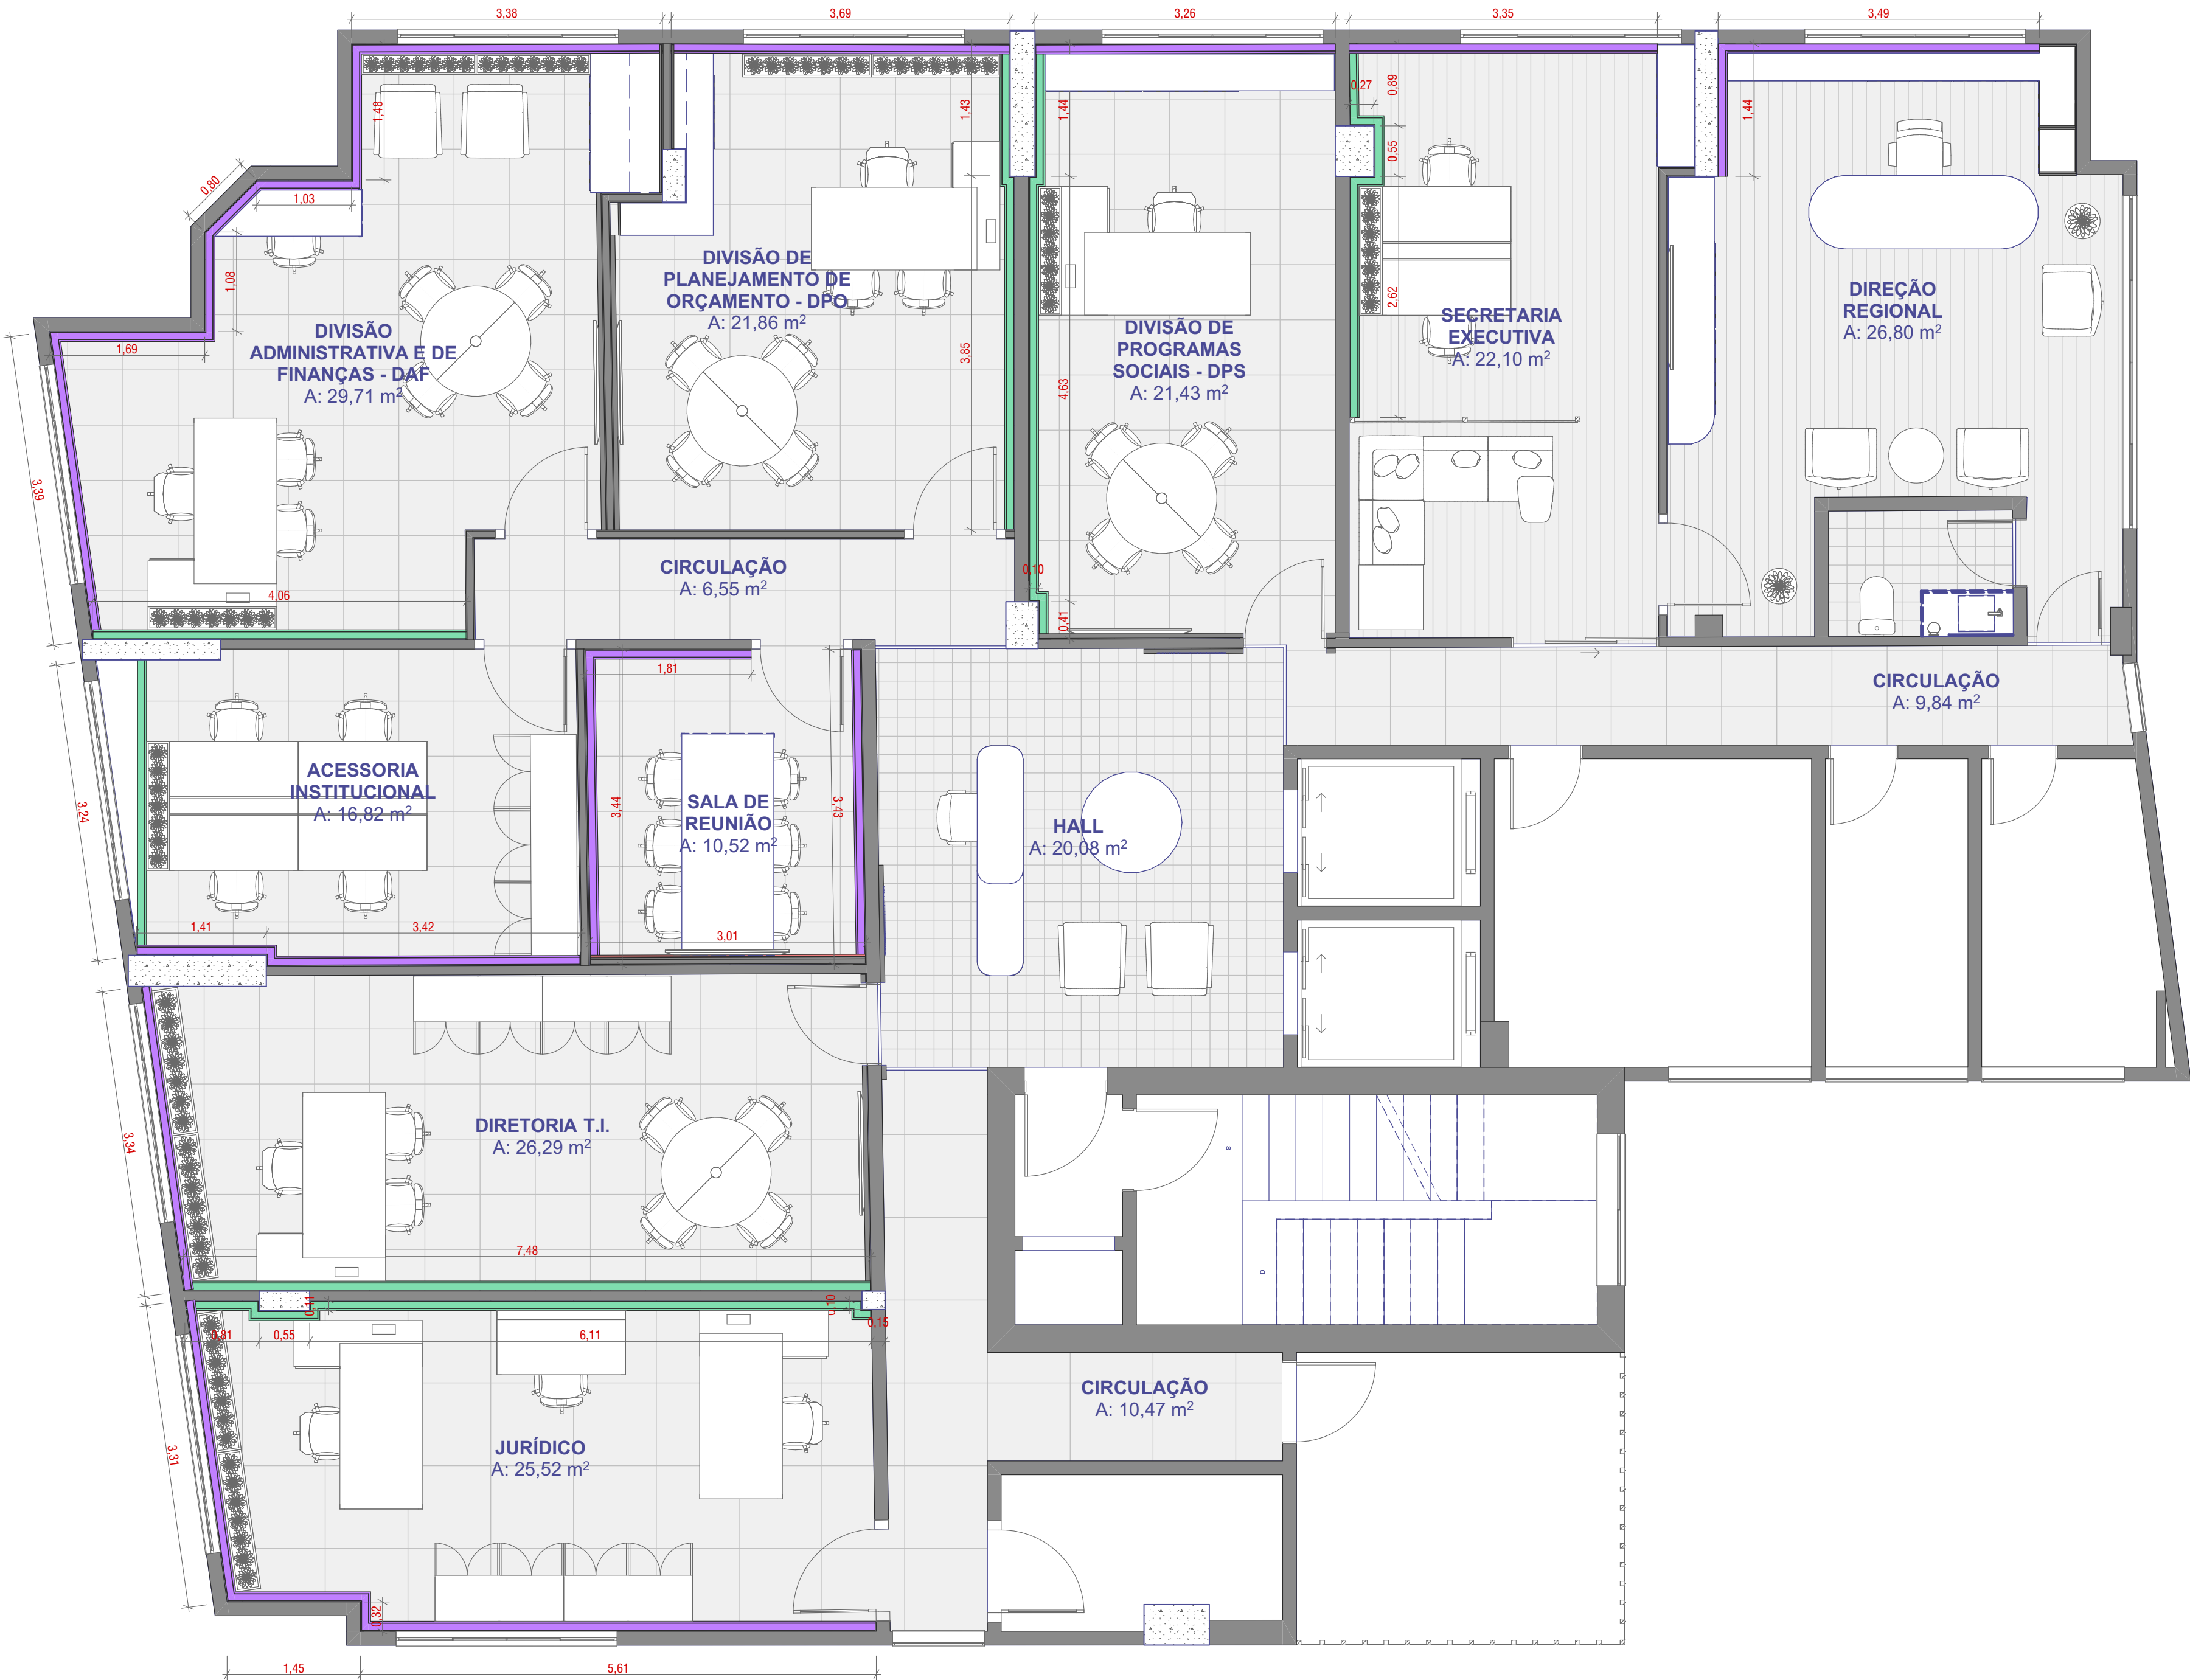 3,38
3,69
3,26
3,35
3,49
1,48
1,43
1,44
0,27
0,89
1,44
0,55
0,80
1,03
1,08
1,69
DIVISÃO
ADMINISTRATIVA E DE
FINANÇAS - DAF
A: 29,71 m²
DIVISÃO DE
PLANEJAMENTO DE
ORÇAMENTO - DPO
A: 21,86 m²
3,85
DIVISÃO DE
PROGRAMAS
SOCIAIS - DPS
A: 21,43 m²
4,63
2,62
SECRETARIA
EXECUTIVA
A: 22,10 m²
DIREÇÃO
REGIONAL
A: 26,80 m²
3,39
4,06
CIRCULAÇÃO
A: 6,55 m²
0,10
0,41
CIRCULAÇÃO
A: 9,84 m²
1,81
3,24
ACESSORIA
INSTITUCIONAL
A: 16,82 m²
3,44
SALA DE
REUNIÃO
A: 10,52 m²
3,43
HALL
A: 20,08 m²
1,41
3,42
3,01
3,34
DIRETORIA T.I.
A: 26,29 m²
7,48
S
D
0,11
0,10
0,15
0,81
0,55
6,11
CIRCULAÇÃO
A: 10,47 m²
3,31
JURÍDICO
A: 25,52 m²
0,32
1,45
5,61